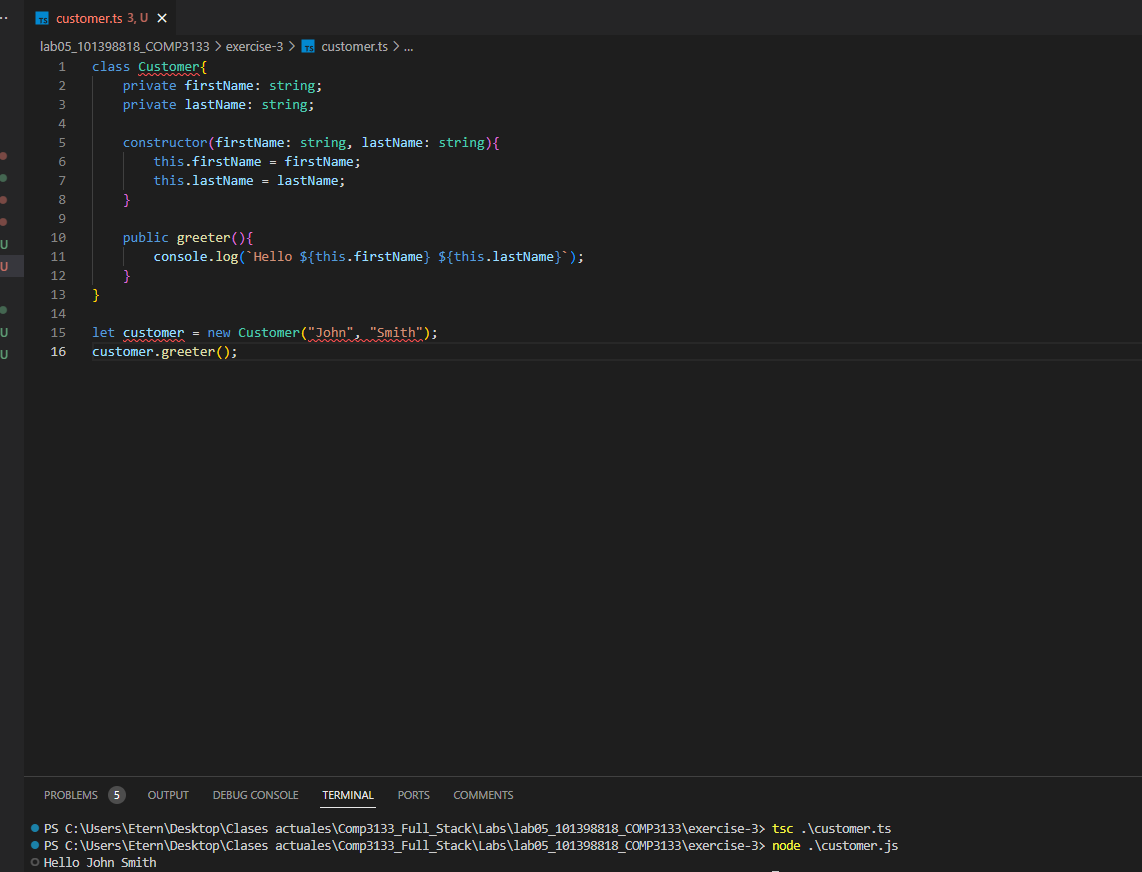 ··
TS customer.ts 3, U ×
lab05_101398818_COMP3133 > exercise-3 > TS customer.ts > ...
1 class Customer{
2     private firstName: string;
3     private lastName: string;
4
5     constructor(firstName: string, lastName: string){
6         this.firstName = firstName;
7         this.lastName = lastName;
8     }
9
10     public greeter(){
11         console.log(`Hello ${this.firstName} ${this.lastName}`);
12     }
13 }
14
15 let customer = new Customer("John", "Smith");
16 customer.greeter();
U
U
U
U
PROBLEMS 5 OUTPUT DEBUG CONSOLE TERMINAL PORTS COMMENTS
PS C:\Users\Etern\Desktop\Clases actuales\Comp3133_Full_Stack\Labs\lab05_101398818_COMP3133\exercise-3> tsc .\customer.ts
PS C:\Users\Etern\Desktop\Clases actuales\Comp3133_Full_Stack\Labs\lab05_101398818_COMP3133\exercise-3> node .\customer.js
Hello John Smith